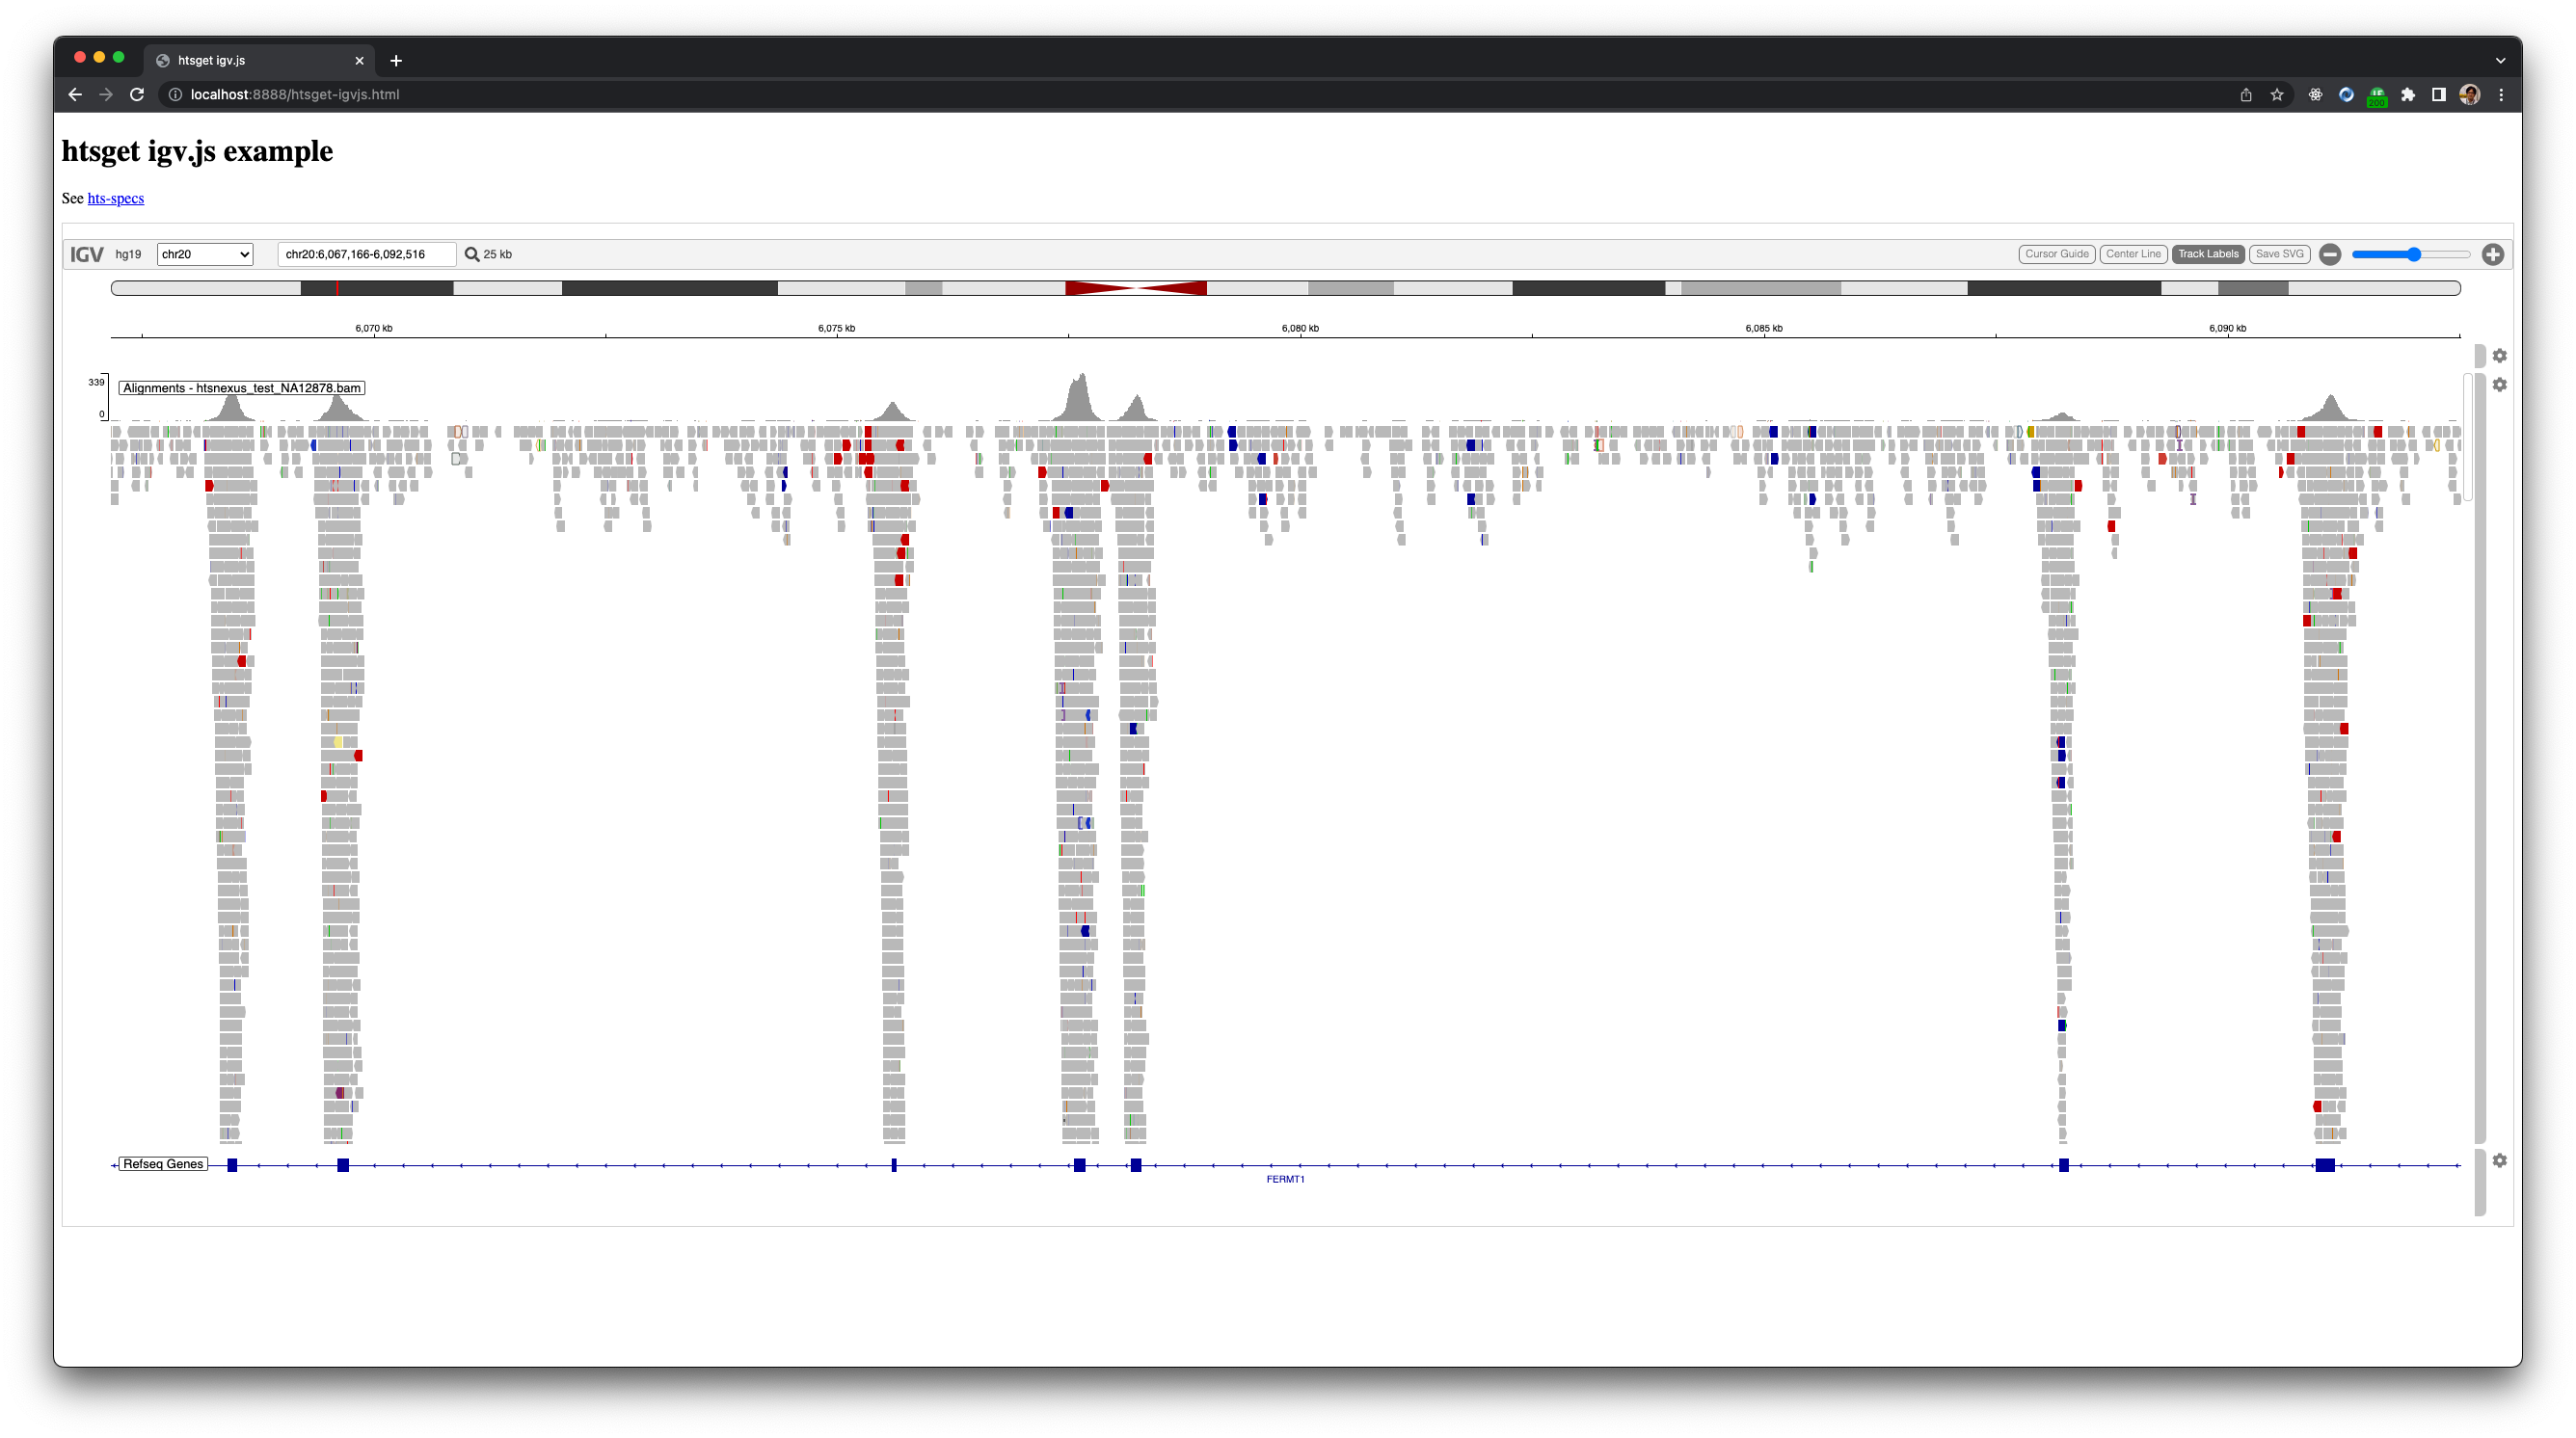 htsget igv.js
localhost:8888/htsget-igvjs.html
200
htsget igv.js example
See hts-specs
IGV hg19 chr20 chr20:6,067,166-6,092,516 25 kb Cursor Guide Center Line Track Labels Save SVG
6,070 kb 6,075 kb 6,080 kb 6,085 kb 6,090 kb
339
Alignments - htsnexus_test_NA12878.bam
0
Refseq Genes
FERMT1